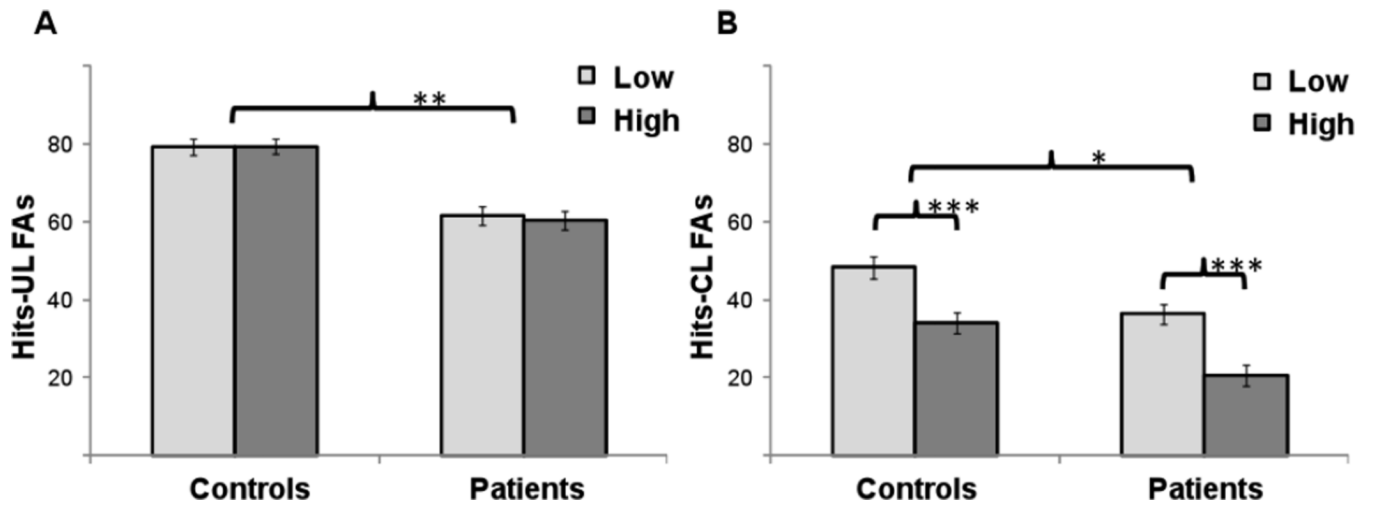 A
Low
High
**
80
60
40
20
Hits-UL FAs
Controls
Patients
B
Low
High
*
***
***
80
60
40
20
Hits-CL FAs
Controls
Patients